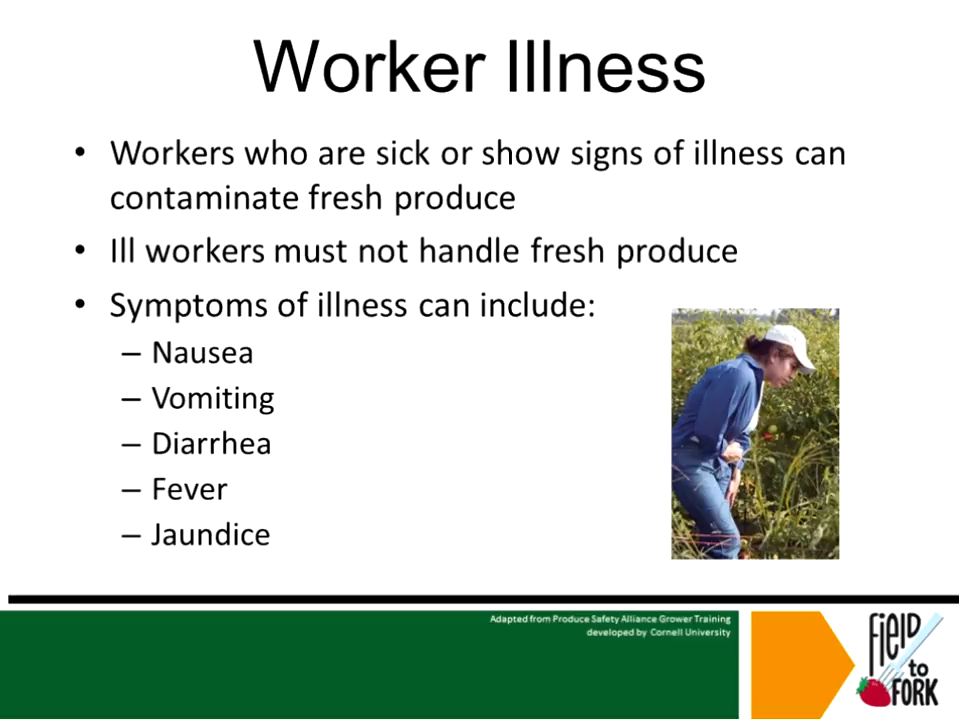 Worker Illness
• Workers who are sick or show signs of illness can
contaminate fresh produce
• Ill workers must not handle fresh produce
• Symptoms of illness can include:
– Nausea
– Vomiting
– Diarrhea
– Fever
– Jaundice
Adapted from Produce Safety Alliance Grower Training
developed by Cornell University
FiElD
to
FORK